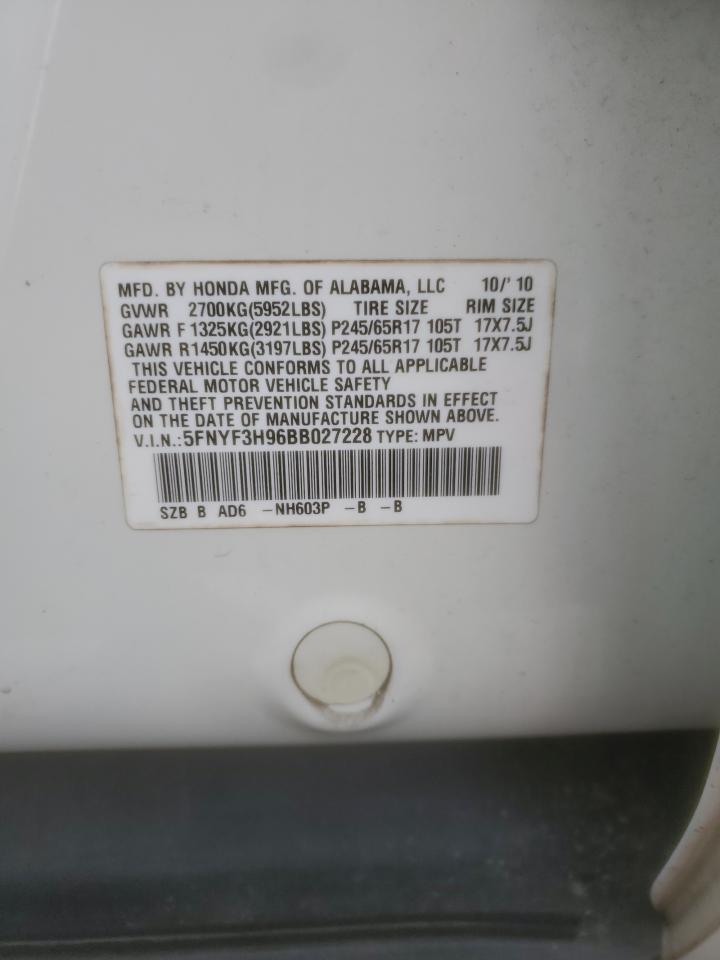 MFD. BY HONDA MFG. OF ALABAMA, LLC 10/'10
GVWR 2700KG(5952LBS) TIRE SIZE RIM SIZE
GAWR F 1325KG(2921LBS) P245/65R17 105T 17X7.5J
GAWR R1450KG(3197LBS) P245/65R17 105T 17X7.5J
THIS VEHICLE CONFORMS TO ALL APPLICABLE
FEDERAL MOTOR VEHICLE SAFETY
AND THEFT PREVENTION STANDARDS IN EFFECT
ON THE DATE OF MANUFACTURE SHOWN ABOVE.
V.I.N.:5FNYF3H96BB027228 TYPE: MPV
SZB B AD6 -NH603P -B -B